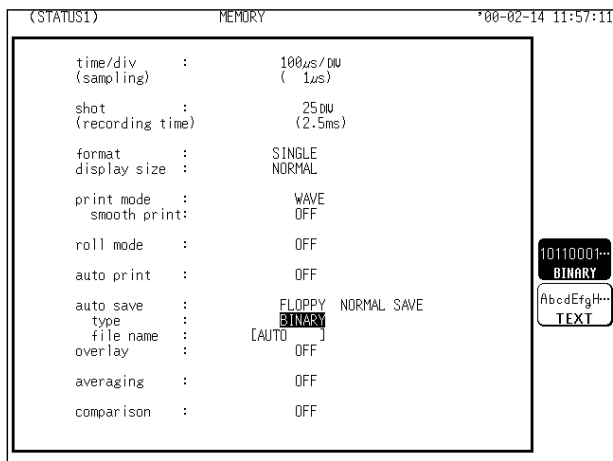 (STATUS1) MEMORY '00-02-14 11:57:11
time/div : 100µs/DIV
(sampling) ( 1µs)
shot : 25DIV
(recording time) (2.5ms)
format : SINGLE
display size : NORMAL
print mode : WAVE
smooth print: OFF
roll mode : OFF
auto print : OFF
auto save : FLOPPY NORMAL SAVE
type : BINARY
file name : [AUTO ]
overlay : OFF
averaging : OFF
comparison : OFF
10110001…
BINARY
AbcdEfgH…
TEXT